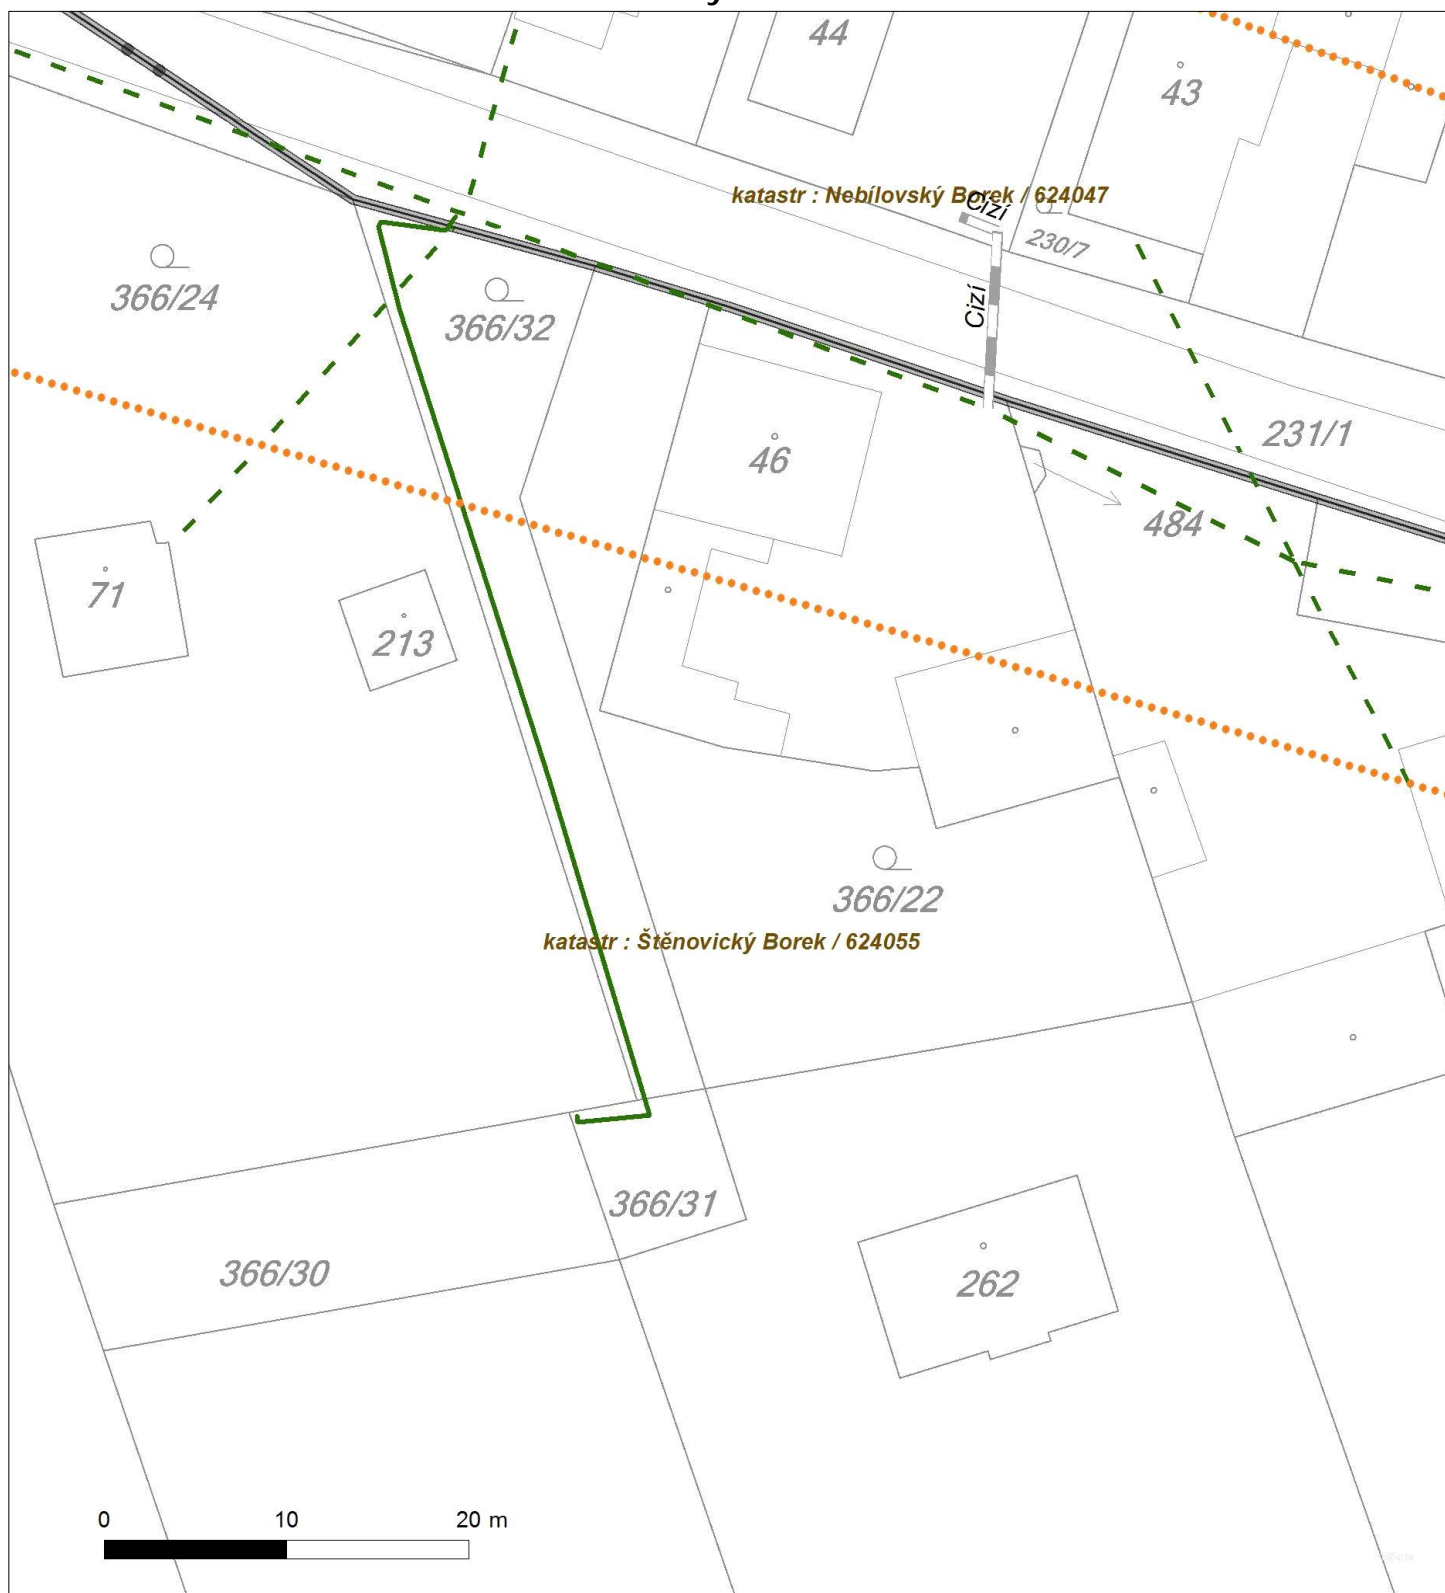 44
43
katastr : Nebílovský Borek / 624047
Cizí
230/7
366/24
Cizí
366/32
231/1
46
484
71
213
366/22
katastr : Štěnovický Borek / 624055
366/31
366/30
262
0 10 20 m